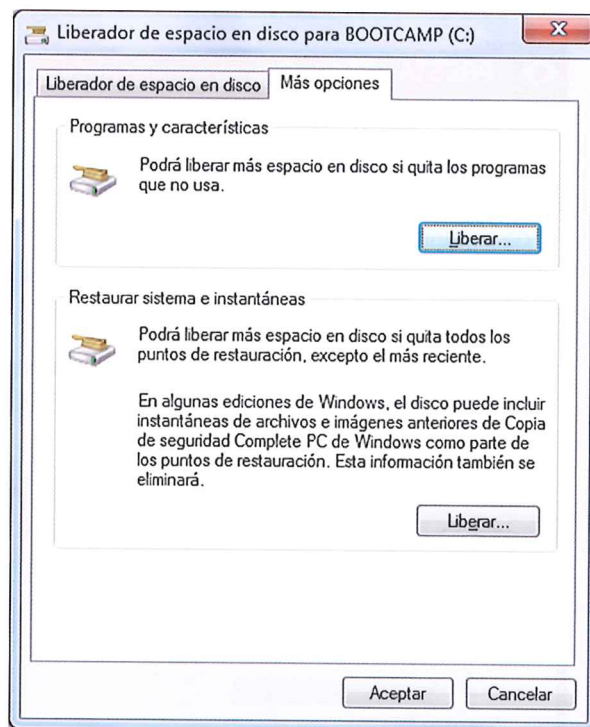 Liberador de espacio en disco para BOOTCAMP (C:)
Liberador de espacio en disco
Más opciones
Programas y características
Podrá liberar más espacio en disco si quita los programas
que no usa.
Liberar...
Restaurar sistema e instantáneas
Podrá liberar más espacio en disco si quita todos los
puntos de restauración, excepto el más reciente.
En algunas ediciones de Windows, el disco puede incluir
instantáneas de archivos e imágenes anteriores de Copia
de seguridad Complete PC de Windows como parte de
los puntos de restauración. Esta información también se
eliminará.
Liberar...
Aceptar
Cancelar